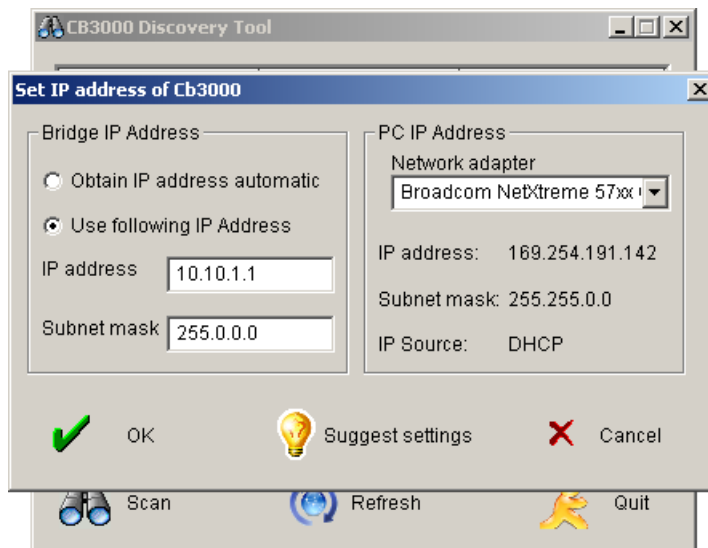 CB3000 Discovery Tool
Set IP address of Cb3000
Bridge IP Address
Obtain IP address automatic
Use following IP Address
IP address 10.10.1.1
Subnet mask 255.0.0.0
PC IP Address
Network adapter
Broadcom NetXtreme 57xx
IP address: 169.254.191.142
Subnet mask: 255.255.0.0
IP Source: DHCP
OK Suggest settings Cancel
Scan Refresh Quit